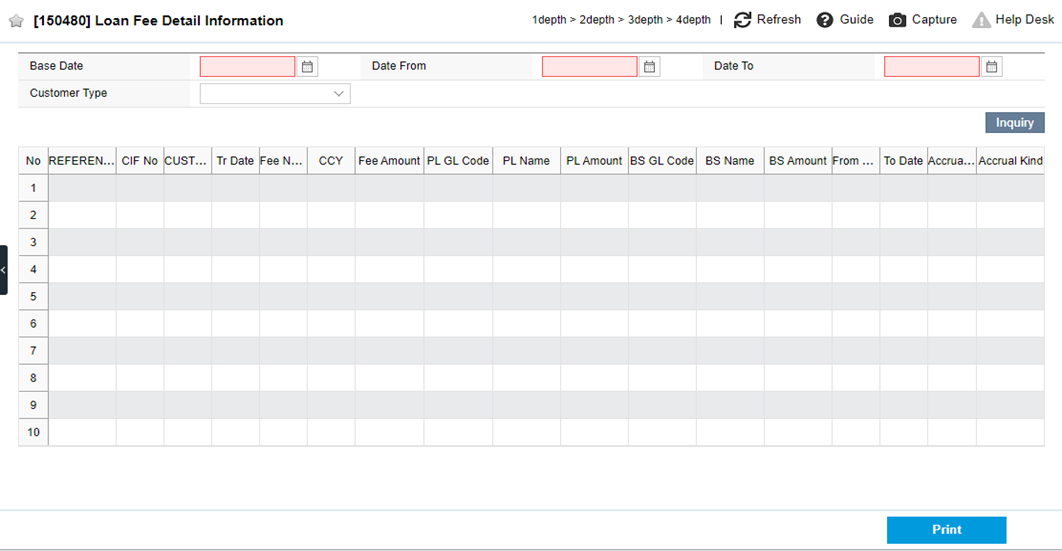 [150480] Loan Fee Detail Information 1depth > 2depth > 3depth > 4depth | Refresh Guide Capture Help Desk
Base Date Date From Date To
Customer Type
Inquiry
No REFEREN... CIF No CUST... Tr Date Fee N... CCY Fee Amount PL GL Code PL Name PL Amount BS GL Code BS Name BS Amount From ... To Date Accrua... Accrual Kind
1
2
3
4
5
6
7
8
9
10
Print